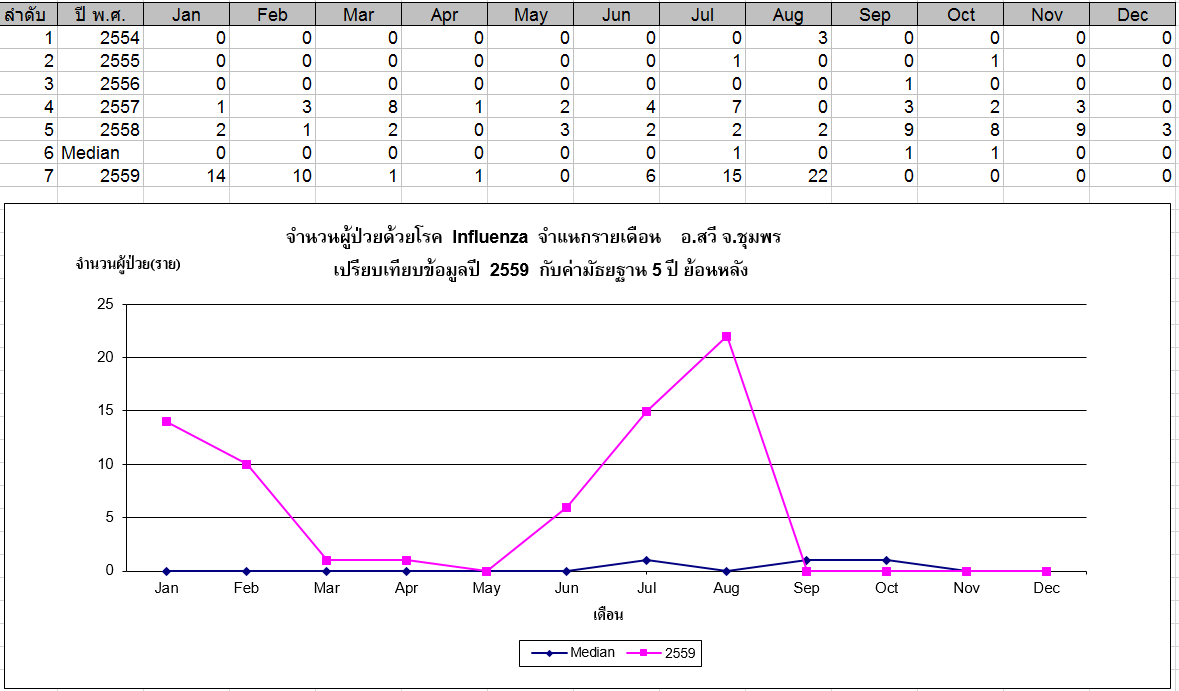 ลำดับ ปี พ.ศ. Jan Feb Mar Apr May Jun Jul Aug Sep Oct Nov Dec
1 2554 0 0 0 0 0 0 0 3 0 0 0 0
2 2555 0 0 0 0 0 0 1 0 0 1 0 0
3 2556 0 0 0 0 0 0 0 0 1 0 0 0
4 2557 1 3 8 1 2 4 7 0 3 2 3 0
5 2558 2 1 2 0 3 2 2 2 9 8 9 3
6 Median 0 0 0 0 0 0 1 0 1 1 0 0
7 2559 14 10 1 1 0 6 15 22 0 0 0 0
จำนวนผู้ป่วยด้วยโรค Influenza จำแนกรายเดือน อ.สวี จ.ชุมพร
เปรียบเทียบข้อมูลปี 2559 กับค่ามัธยฐาน 5 ปี ย้อนหลัง
จำนวนผู้ป่วย(ราย)
25
20
15
10
5
0
Jan Feb Mar Apr May Jun Jul Aug Sep Oct Nov Dec
เดือน
Median 2559